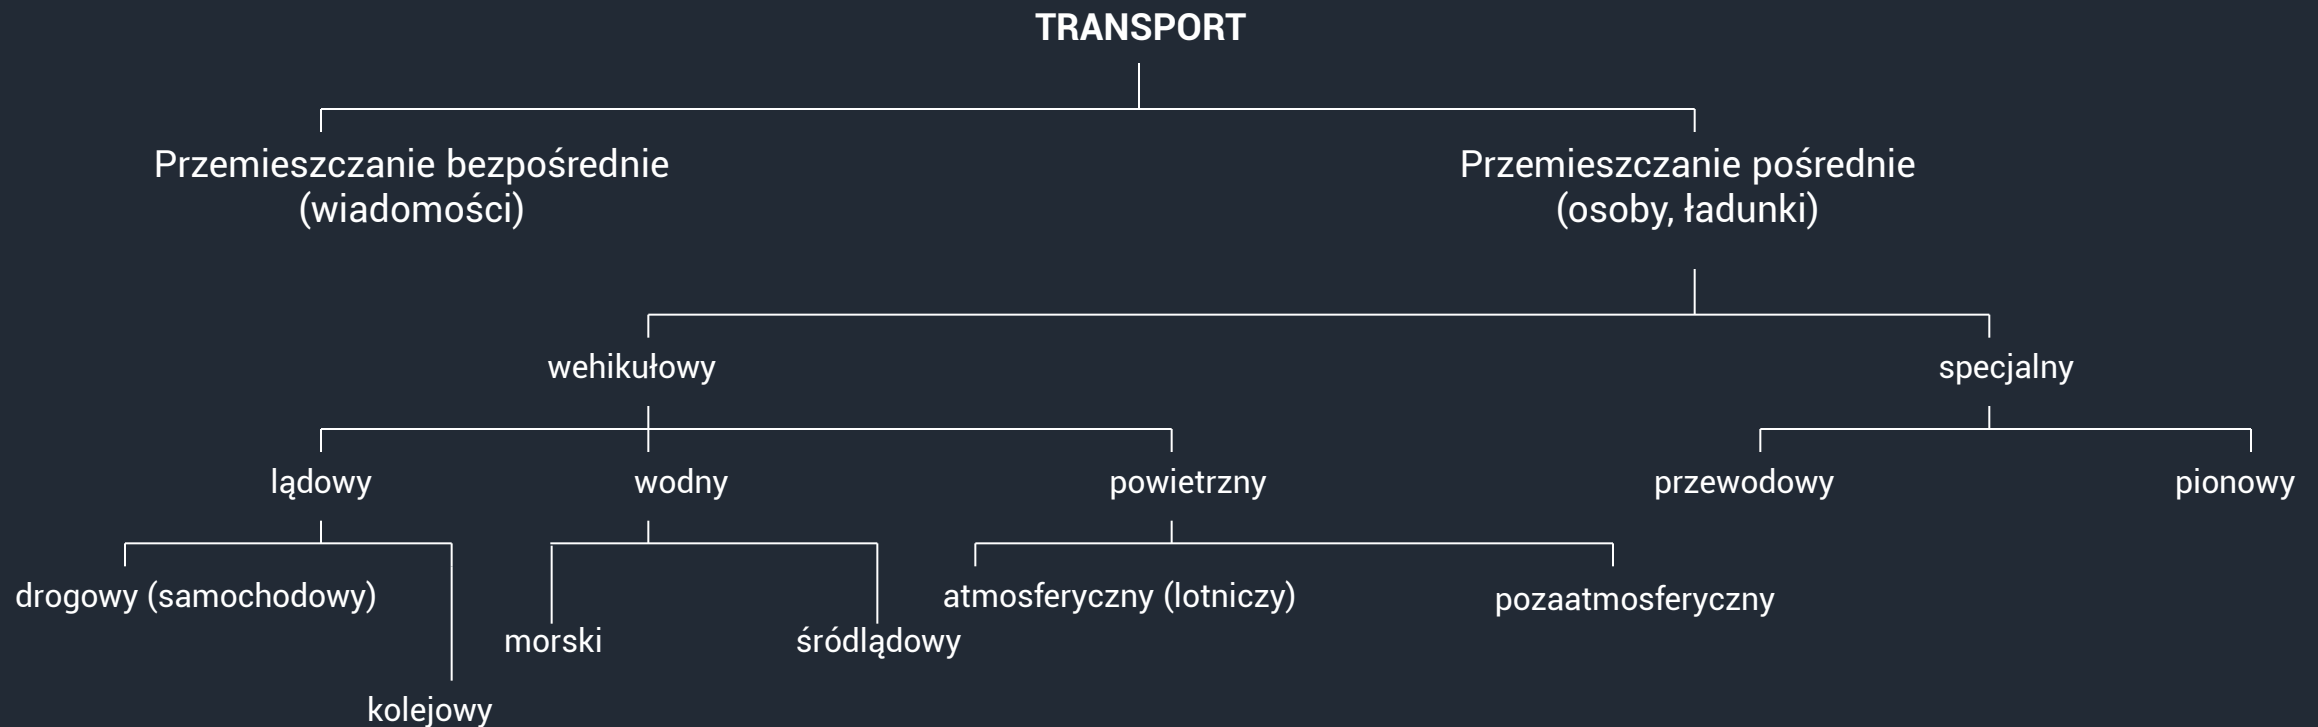 TRANSPORT
Przemieszczanie bezpośrednie
(wiadomości)
Przemieszczanie pośrednie
(osoby, ładunki)
wehikułowy
specjalny
lądowy
wodny
powietrzny
przewodowy
pionowy
drogowy (samochodowy)
atmosferyczny (lotniczy)
pozaatmosferyczny
morski
śródlądowy
kolejowy